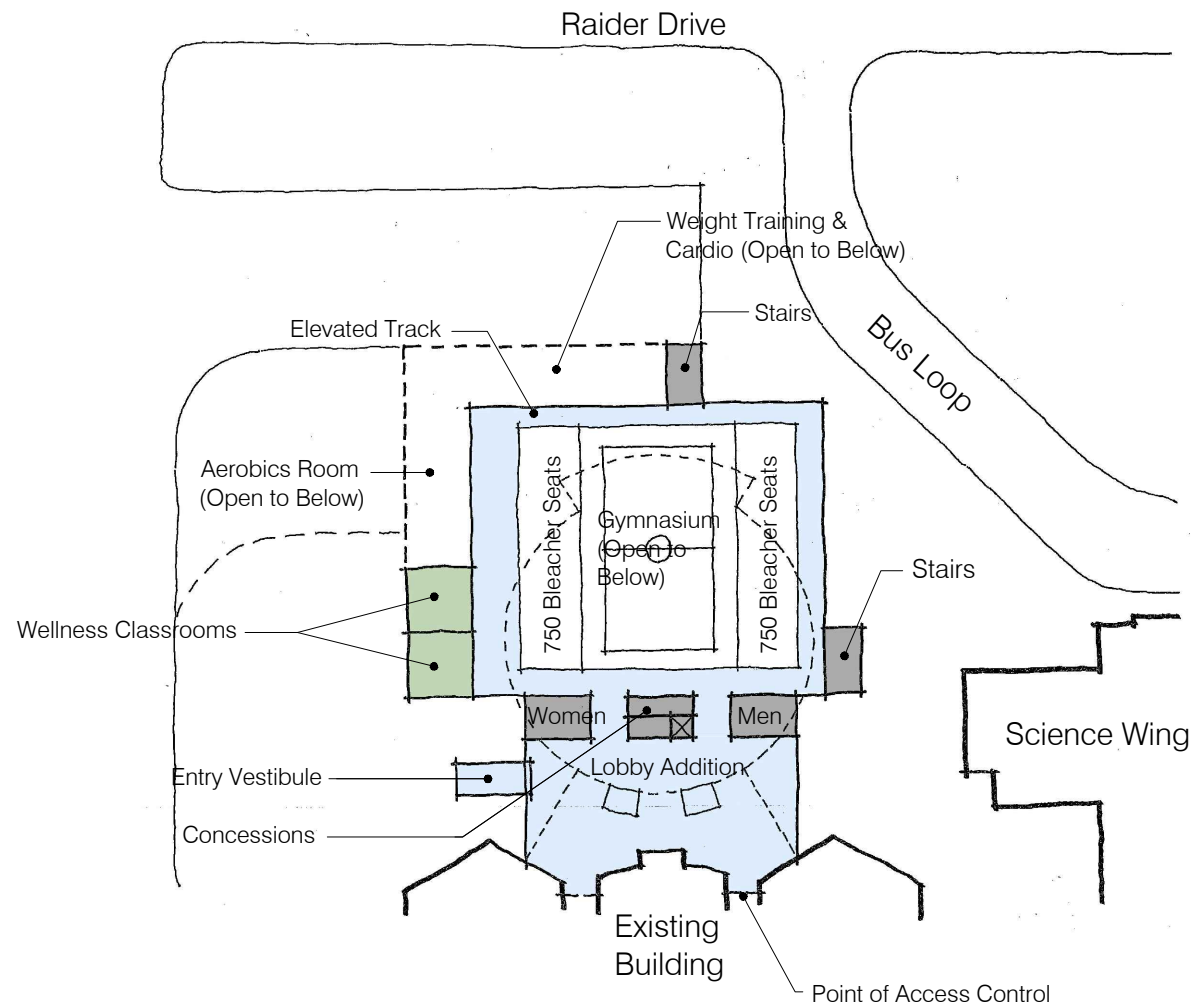 Raider Drive
Weight Training &
Cardio (Open to Below)
Stairs
Elevated Track
Bus Loop
Aerobics Room
(Open to Below)
750 Bleacher Seats
Gymnasium
(Open to
Below)
750 Bleacher Seats
Stairs
Wellness Classrooms
Women
Men
Science Wing
Lobby Addition
Entry Vestibule
Concessions
Existing
Building
Point of Access Control